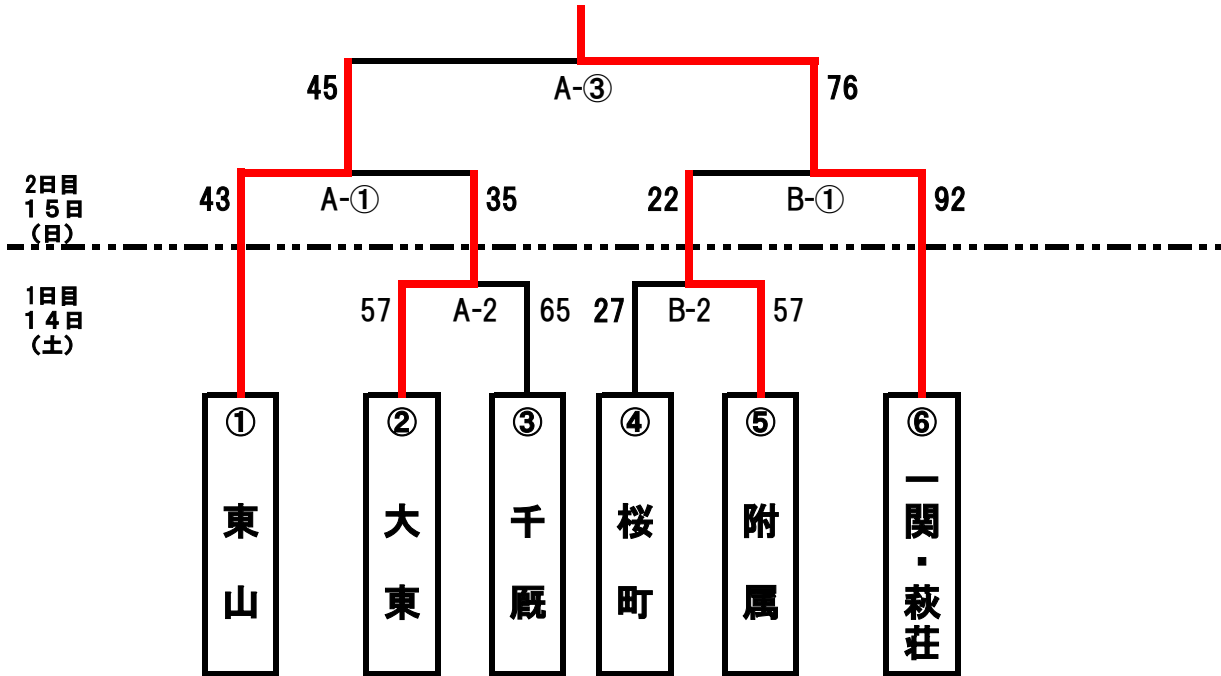 45 A-③ 76
2日目
15日
(日)
43 A-① 35 22 B-① 92
1日目
14日
(土)
57 A-2 65 27 B-2 57
① 東山
② 大東
③ 千厩
④ 桜町
⑤ 附属
⑥ 一関・萩荘